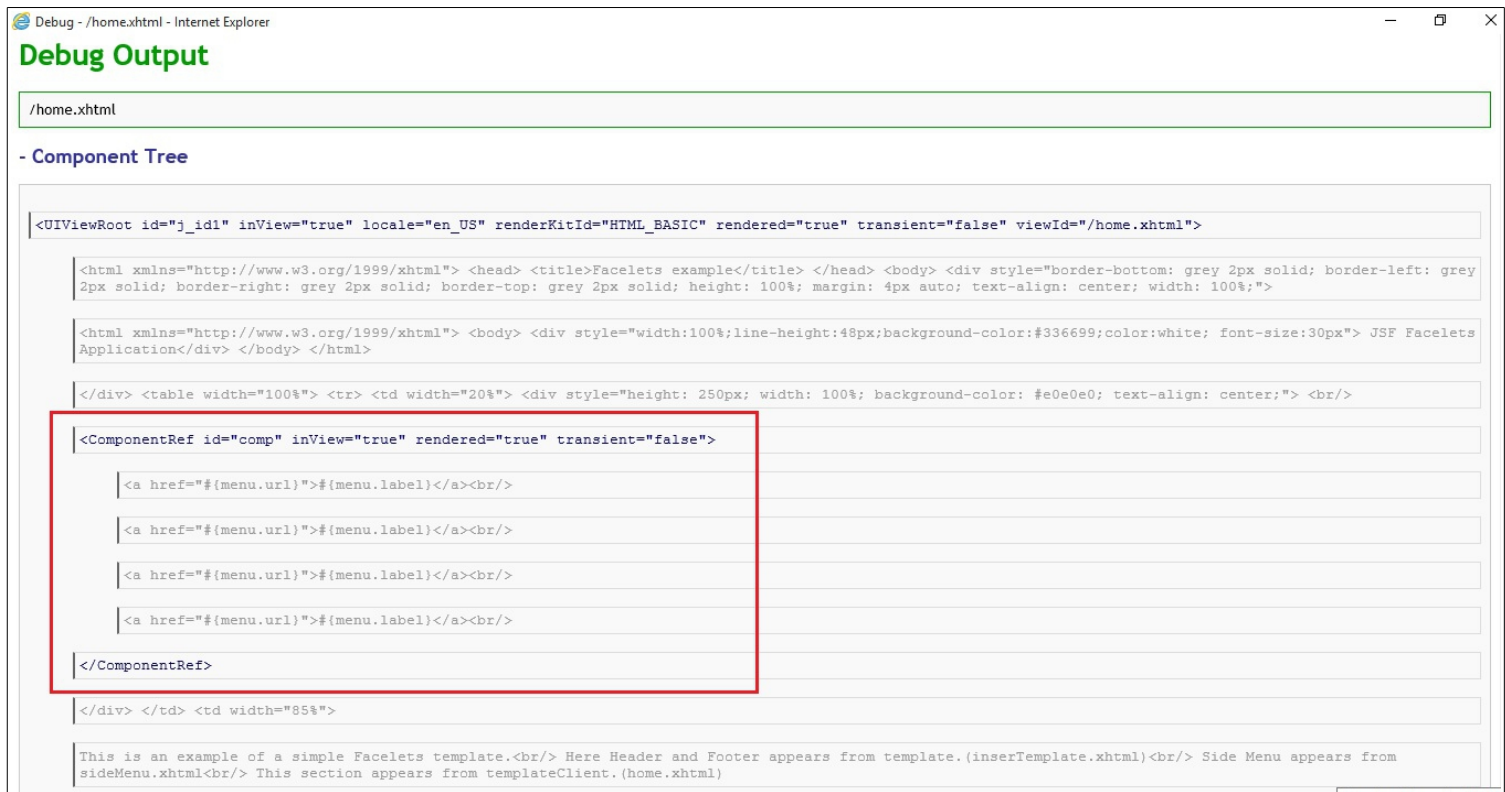 Debug - /home.xhtml - Internet Explorer
Debug Output
/home.xhtml
- Component Tree
<UIViewRoot id="j_id1" inView="true" locale="en_US" renderKitId="HTML_BASIC" rendered="true" transient="false" viewId="/home.xhtml">
<html xmlns="http://www.w3.org/1999/xhtml"> <head> <title>Facelets example</title> </head> <body> <div style="border-bottom: grey 2px solid; border-left: grey
2px solid; border-right: grey 2px solid; border-top: grey 2px solid; height: 100%; margin: 4px auto; text-align: center; width: 100%;">
<html xmlns="http://www.w3.org/1999/xhtml"> <body> <div style="width:100%;line-height:48px;background-color:#336699;color:white; font-size:30px"> JSF Facelets
Application</div> </body> </html>
</div> <table width="100%"> <tr> <td width="20%"> <div style="height: 250px; width: 100%; background-color: #e0e0e0; text-align: center;"> <br/>
<ComponentRef id="comp" inView="true" rendered="true" transient="false">
<a href="#{menu.url}">#{menu.label}</a><br/>
<a href="#{menu.url}">#{menu.label}</a><br/>
<a href="#{menu.url}">#{menu.label}</a><br/>
<a href="#{menu.url}">#{menu.label}</a><br/>
</ComponentRef>
</div> </td> <td width="85%">
This is an example of a simple Facelets template.<br/> Here Header and Footer appears from template.(inserTemplate.xhtml)<br/> Side Menu appears from
sideMenu.xhtml<br/> This section appears from templateClient.(home.xhtml)